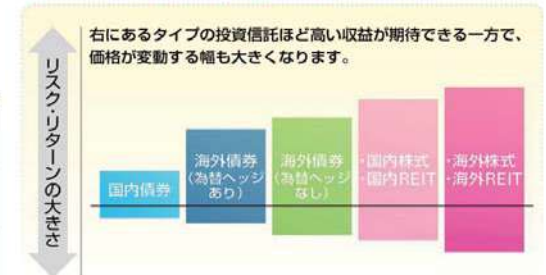 右にあるタイプの投資信託ほど高い収益が期待できる一方で、
価格が変動する幅も大きくなります。
リスク・リターンの大きさ
国内債券
海外債券
(為替ヘッジ
あり)
海外債券
(為替ヘッジ
なし)
・国内株式
・国内REIT
・海外株式
・海外REIT